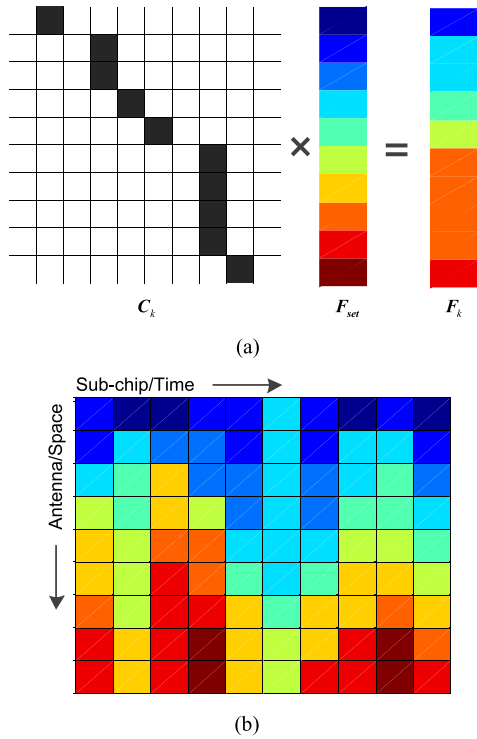 × =
C_k F_set F_k
(a)
Sub-chip/Time
Antenna/Space
(b)